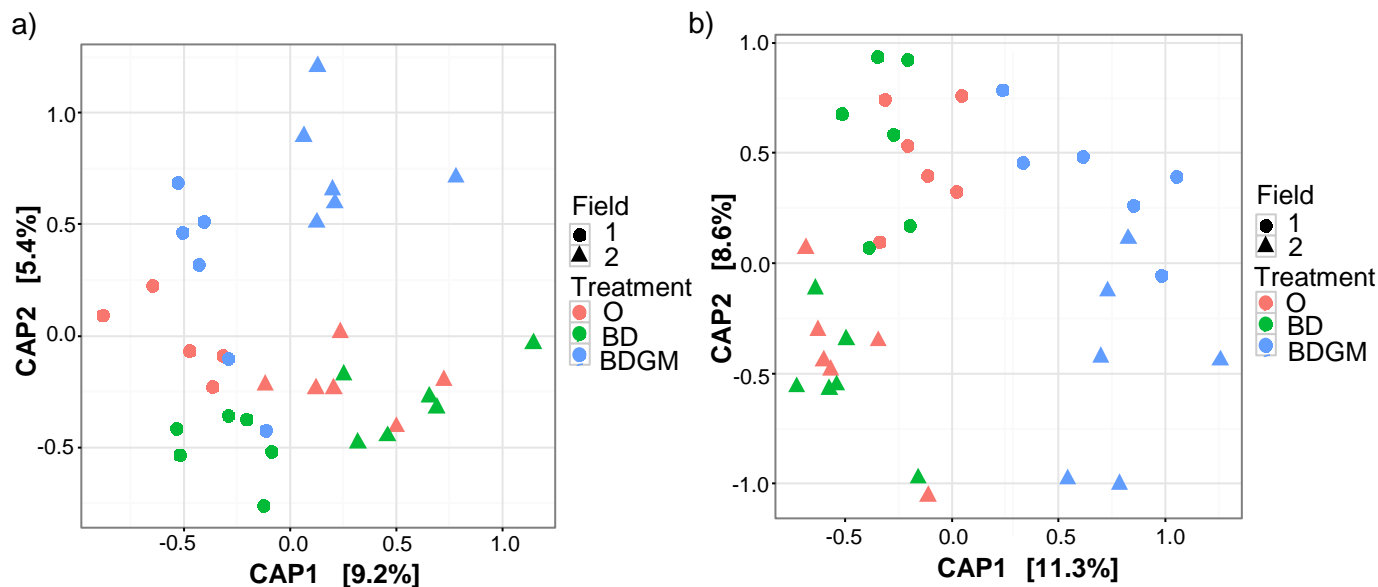 a)
CAP2 [5.4%]
1.0
0.5
0.0
-0.5
-0.5
0.0
0.5
1.0
CAP1 [9.2%]
Field
1
2
Treatment
O
BD
BDGM
b)
CAP2 [8.6%]
1.0
0.5
0.0
-0.5
-1.0
-0.5
0.0
0.5
1.0
CAP1 [11.3%]
Field
1
2
Treatment
O
BD
BDGM